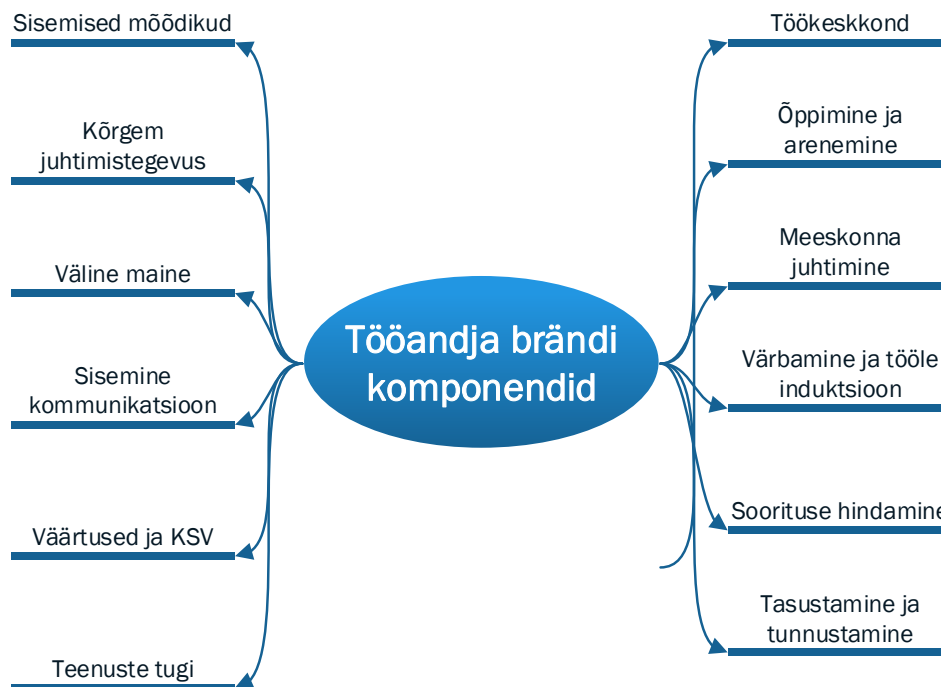 Sisemised mõõdikud
Kõrgem
juhtimistegevus
Väline maine
Sisemine
kommunikatsioon
Väärtused ja KSV
Teenuste tugi
Tööandja brändi
komponendid
Töökeskkond
Õppimine ja
arenemine
Meeskonna
juhtimine
Värbamine ja tööle
induktsioon
Soorituse hindamine
Tasustamine ja
tunnustamine